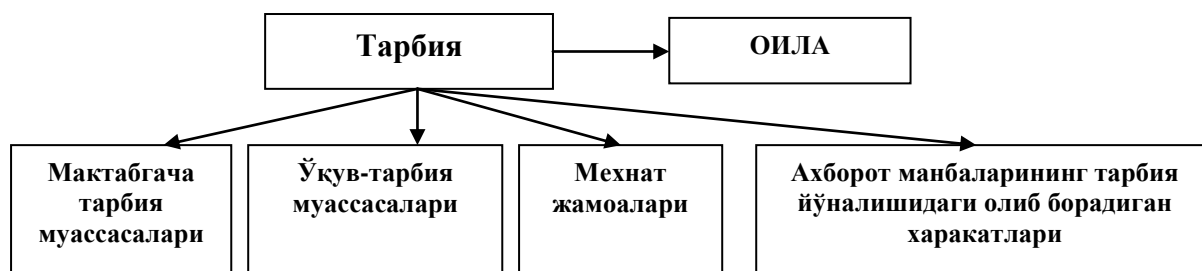 Тарбия
ОИЛА
Мактабгача
тарбия
муассасалари
Ўқув-тарбия
муассасалари
Мехнат
жамоалари
Ахборот манбаларининг тарбия
йўналишидаги олиб борадиган
харакатлари